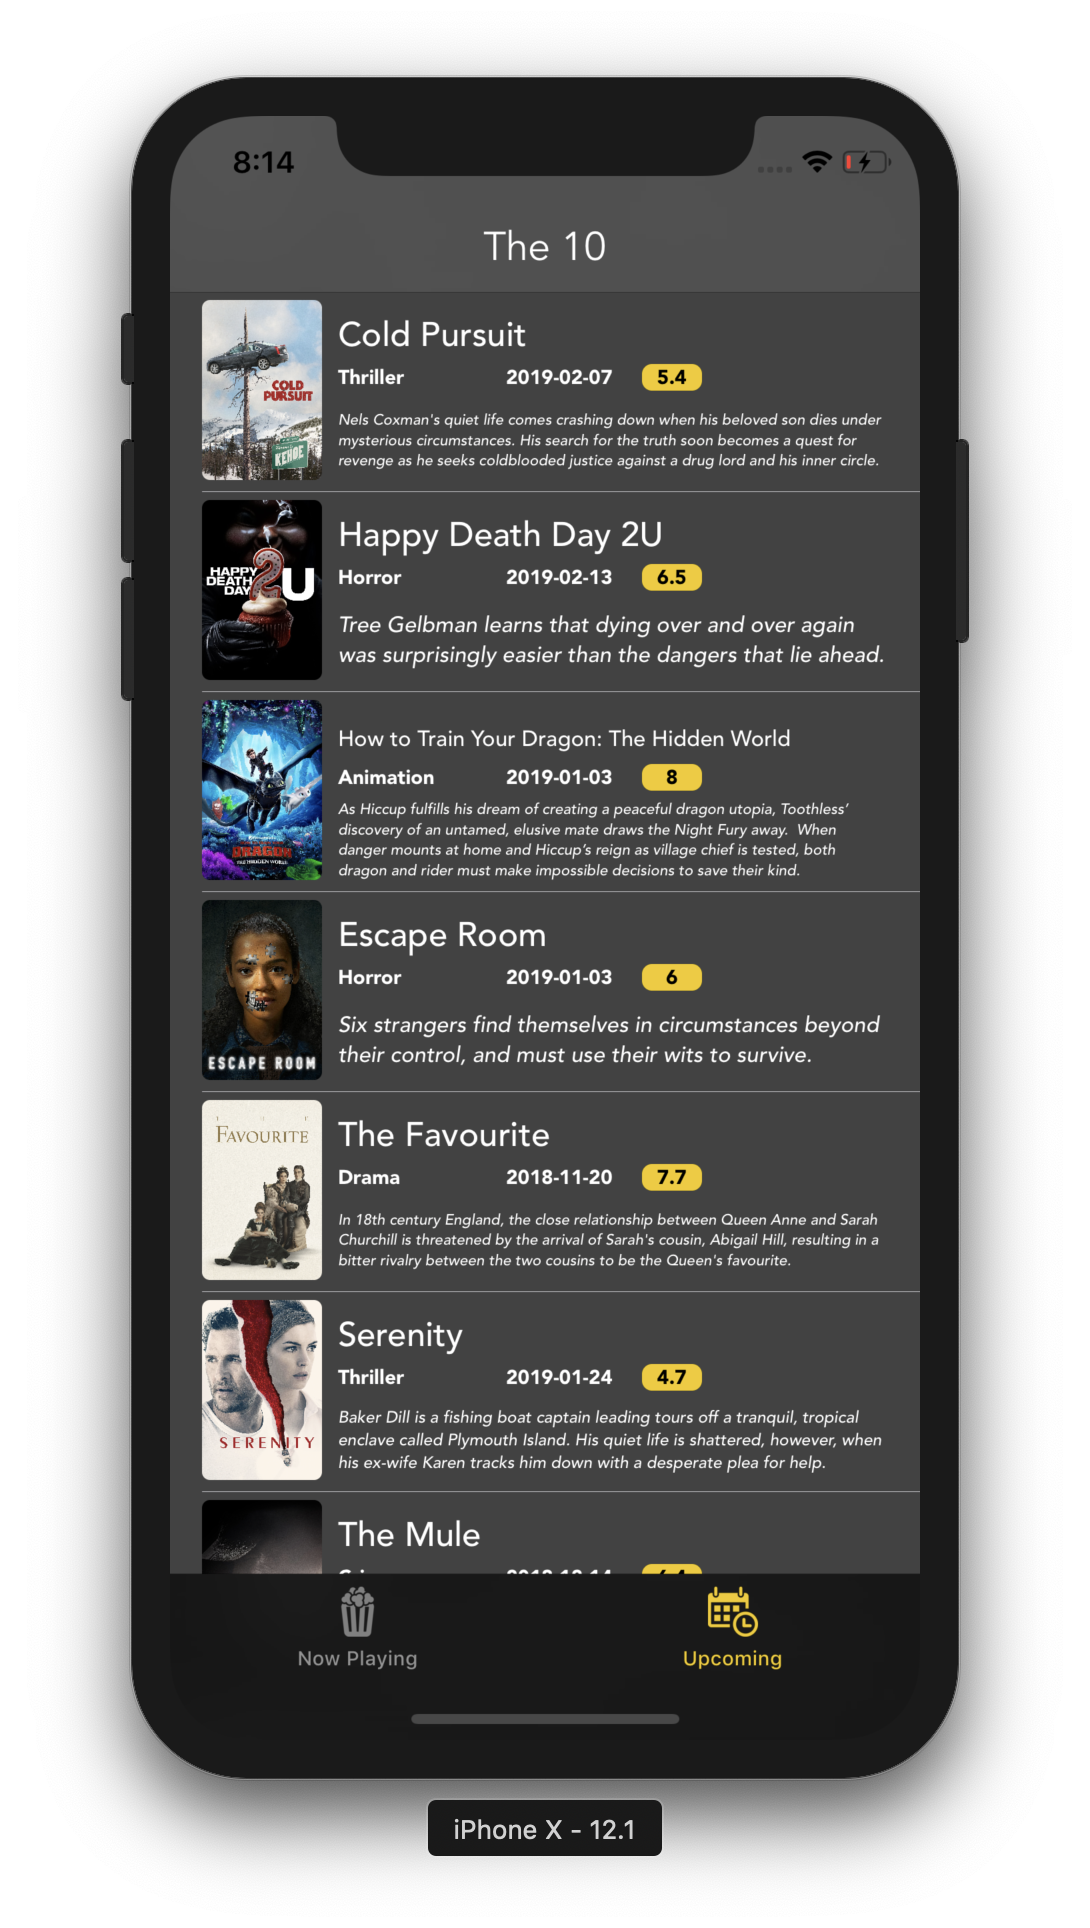 8:14
The 10
COLD
PURSUIT
KEHOE
Cold Pursuit
Thriller 2019-02-07 5.4
Nels Coxman's quiet life comes crashing down when his beloved son dies under
mysterious circumstances. His search for the truth soon becomes a quest for
revenge as he seeks coldblooded justice against a drug lord and his inner circle.
HAPPY
DEATH
DAY 2U
Happy Death Day 2U
Horror 2019-02-13 6.5
Tree Gelbman learns that dying over and over again
was surprisingly easier than the dangers that lie ahead.
DRAGON
THE HIDDEN WORLD
How to Train Your Dragon: The Hidden World
Animation 2019-01-03 8
As Hiccup fulfills his dream of creating a peaceful dragon utopia, Toothless’
discovery of an untamed, elusive mate draws the Night Fury away.  When
danger mounts at home and Hiccup’s reign as village chief is tested, both
dragon and rider must make impossible decisions to save their kind.
ESCAPE ROOM
Escape Room
Horror 2019-01-03 6
Six strangers find themselves in circumstances beyond
their control, and must use their wits to survive.
THE
FAVOURITE
The Favourite
Drama 2018-11-20 7.7
In 18th century England, the close relationship between Queen Anne and Sarah
Churchill is threatened by the arrival of Sarah's cousin, Abigail Hill, resulting in a
bitter rivalry between the two cousins to be the Queen's favourite.
SERENITY
Serenity
Thriller 2019-01-24 4.7
Baker Dill is a fishing boat captain leading tours off a tranquil, tropical
enclave called Plymouth Island. His quiet life is shattered, however, when
his ex-wife Karen tracks him down with a desperate plea for help.
The Mule
Now Playing
Upcoming
iPhone X - 12.1